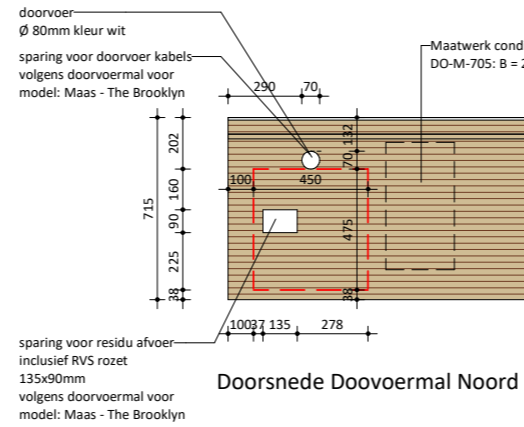 doorvoer
Ø 80mm kleur wit
sparing voor doorvoer kabels
volgens doorvoermal voor
model: Maas - The Brooklyn
Maatwerk cond
DO-M-705: B = 2
290 70
132
70
475
38
202
160
90
225
38
715
100 450
100 37 135 278
sparing voor residu afvoer
inclusief RVS rozet
135x90mm
volgens doorvoermal voor
model: Maas - The Brooklyn
Doorsnede Doovoermal Noord